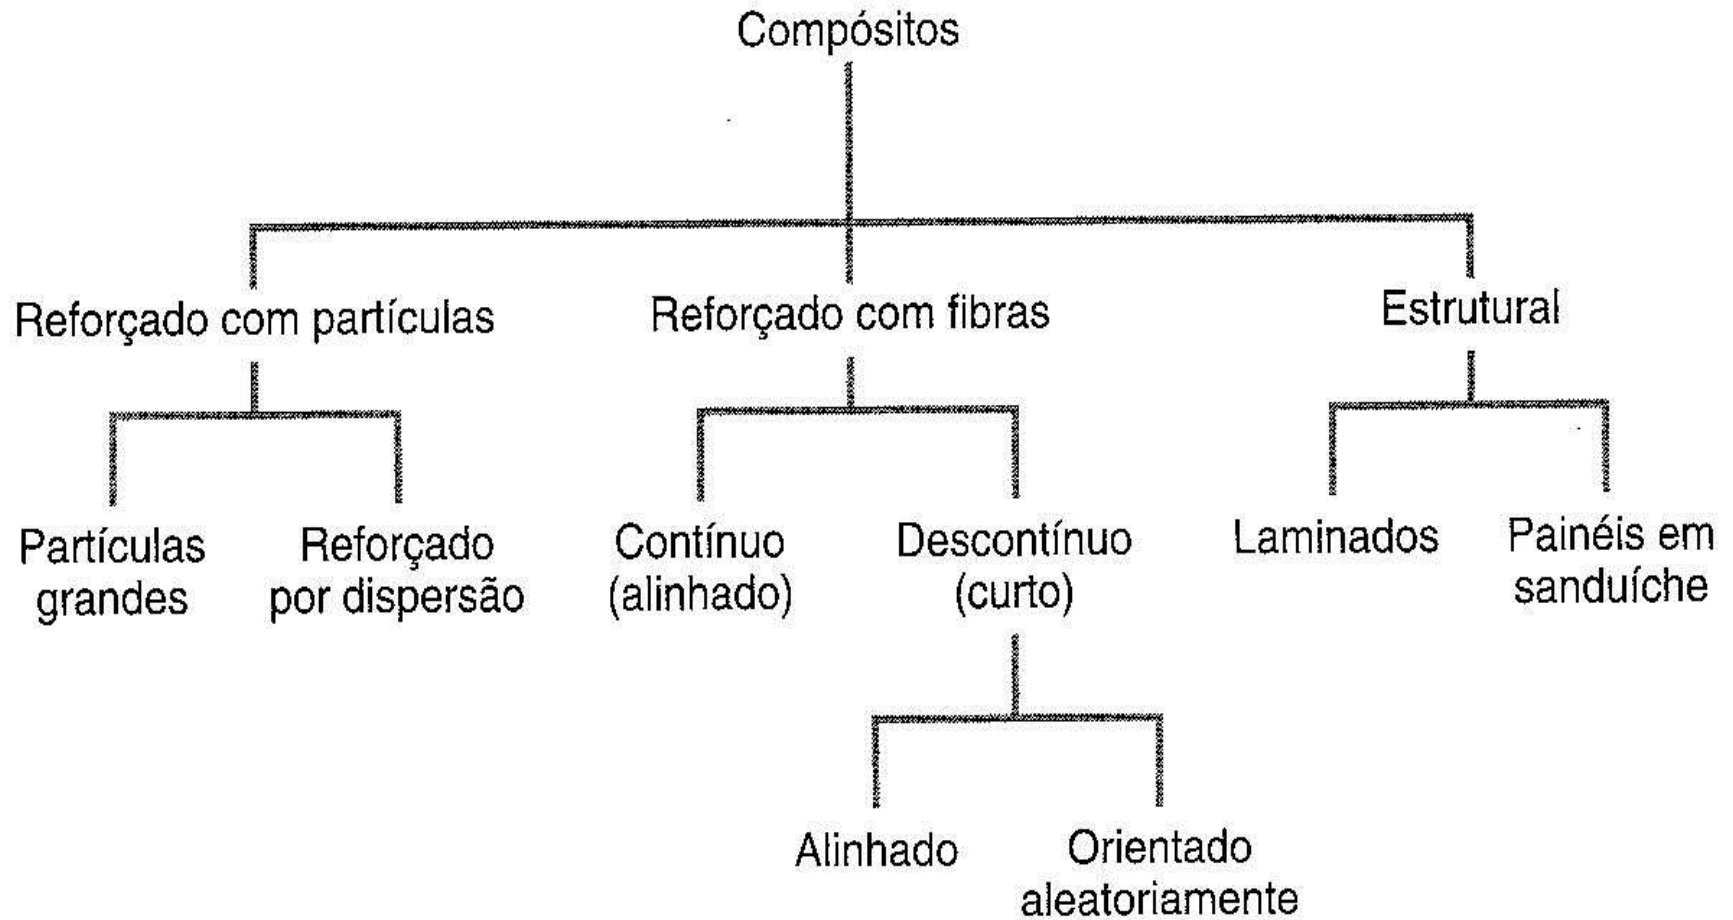 Compósitos
Reforçado com partículas
Reforçado com fibras
Estrutural
Partículas
grandes
Reforçado
por dispersão
Contínuo
(alinhado)
Descontínuo
(curto)
Laminados
Painéis em
sanduíche
Alinhado
Orientado
aleatoriamente